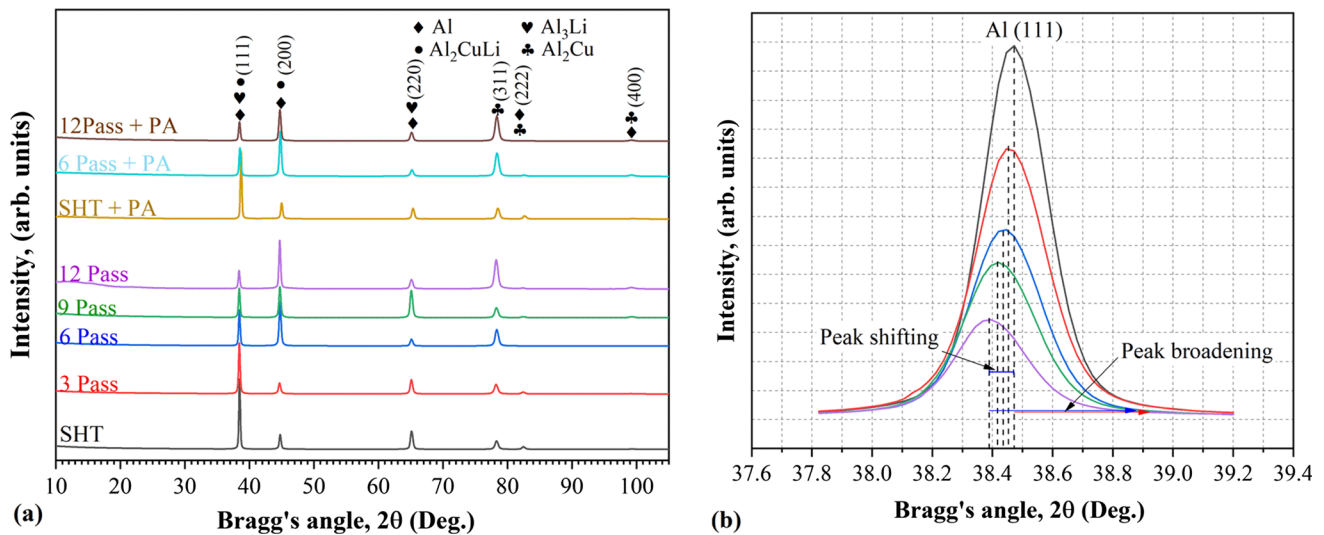 ♦ Al
♥ Al₃Li
● Al₂CuLi
♣ Al₂Cu
(111)
(200)
(220)
(311)
(222)
(400)
12Pass + PA
6 Pass + PA
SHT + PA
12 Pass
9 Pass
6 Pass
3 Pass
SHT
Intensity, (arb. units)
10 20 30 40 50 60 70 80 90 100
Bragg's angle, 2θ (Deg.)
(a)
Al (111)
Peak shifting
Peak broadening
Intensity, (arb. units)
37.6 37.8 38.0 38.2 38.4 38.6 38.8 39.0 39.2 39.4
Bragg's angle, 2θ (Deg.)
(b)